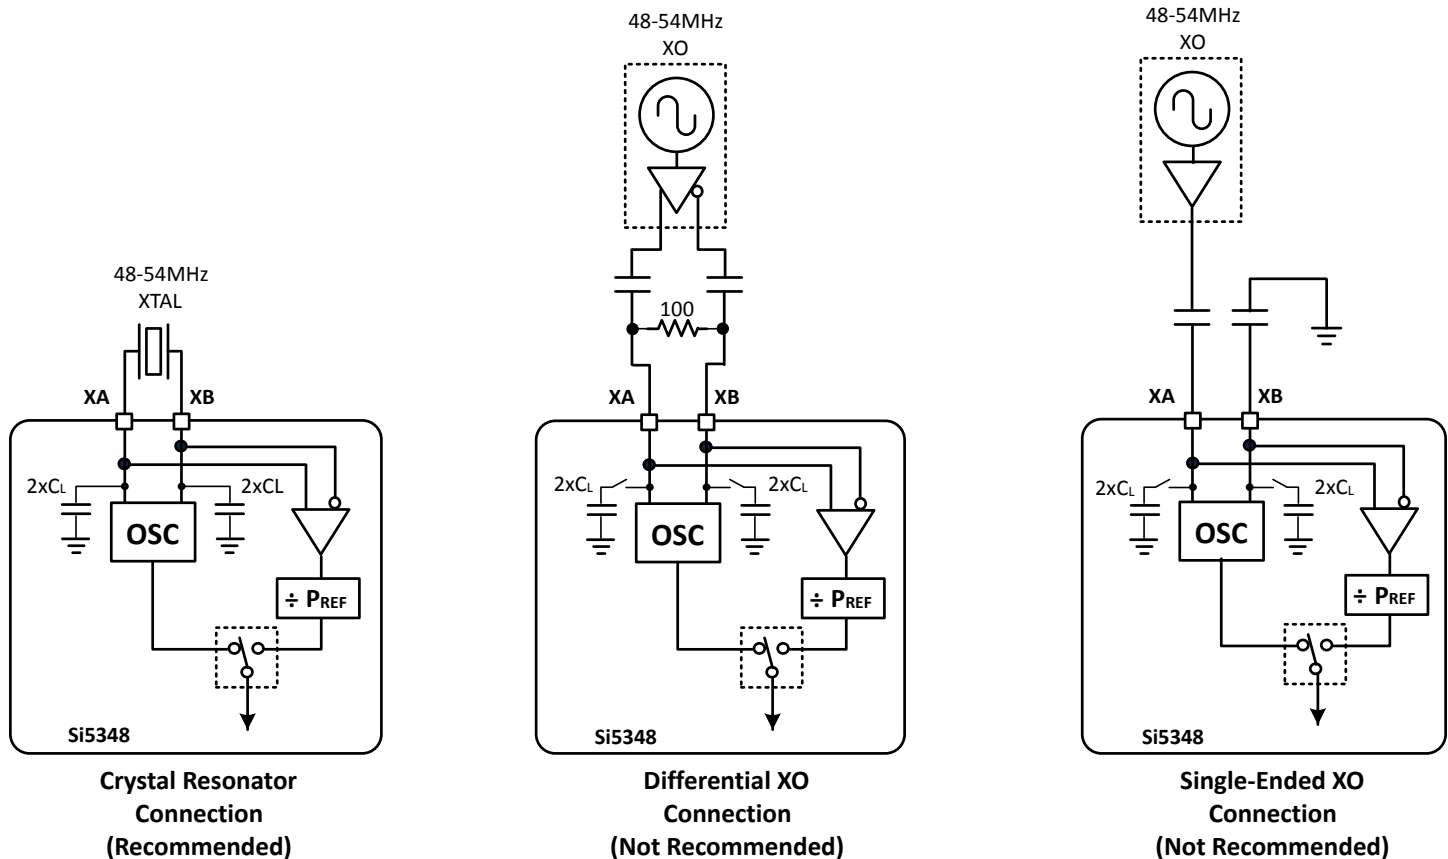 48-54MHz
XTAL
XA
XB
2xCL
2xCL
OSC
÷ PREF
Si5348
Crystal Resonator
Connection
(Recommended)
48-54MHz
XO
100
XA
XB
2xCL
2xCL
OSC
÷ PREF
Si5348
Differential XO
Connection
(Not Recommended)
48-54MHz
XO
XA
XB
2xCL
2xCL
OSC
÷ PREF
Si5348
Single-Ended XO
Connection
(Not Recommended)